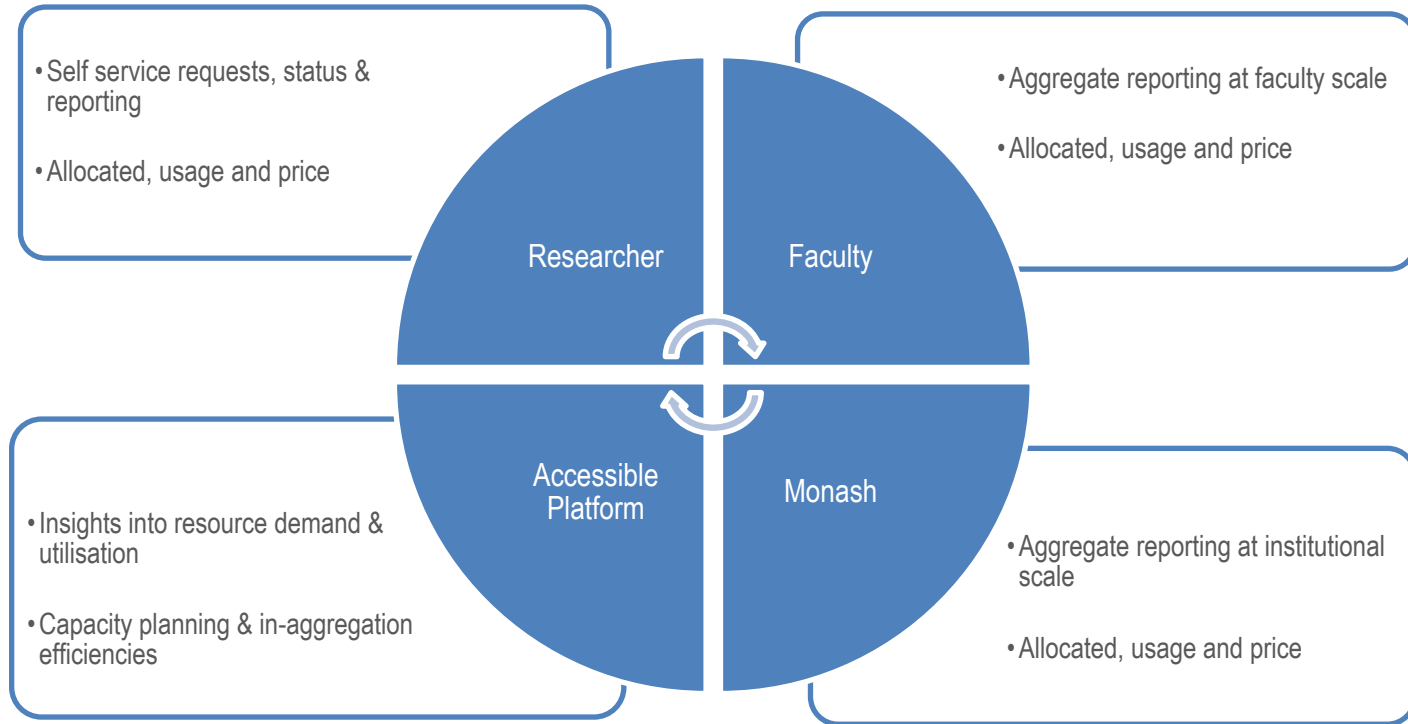 • Self service requests, status &
reporting
• Allocated, usage and price
• Aggregate reporting at faculty scale
• Allocated, usage and price
Researcher
Faculty
Accessible
Platform
Monash
• Insights into resource demand &
utilisation
• Capacity planning & in-aggregation
efficiencies
• Aggregate reporting at institutional
scale
• Allocated, usage and price